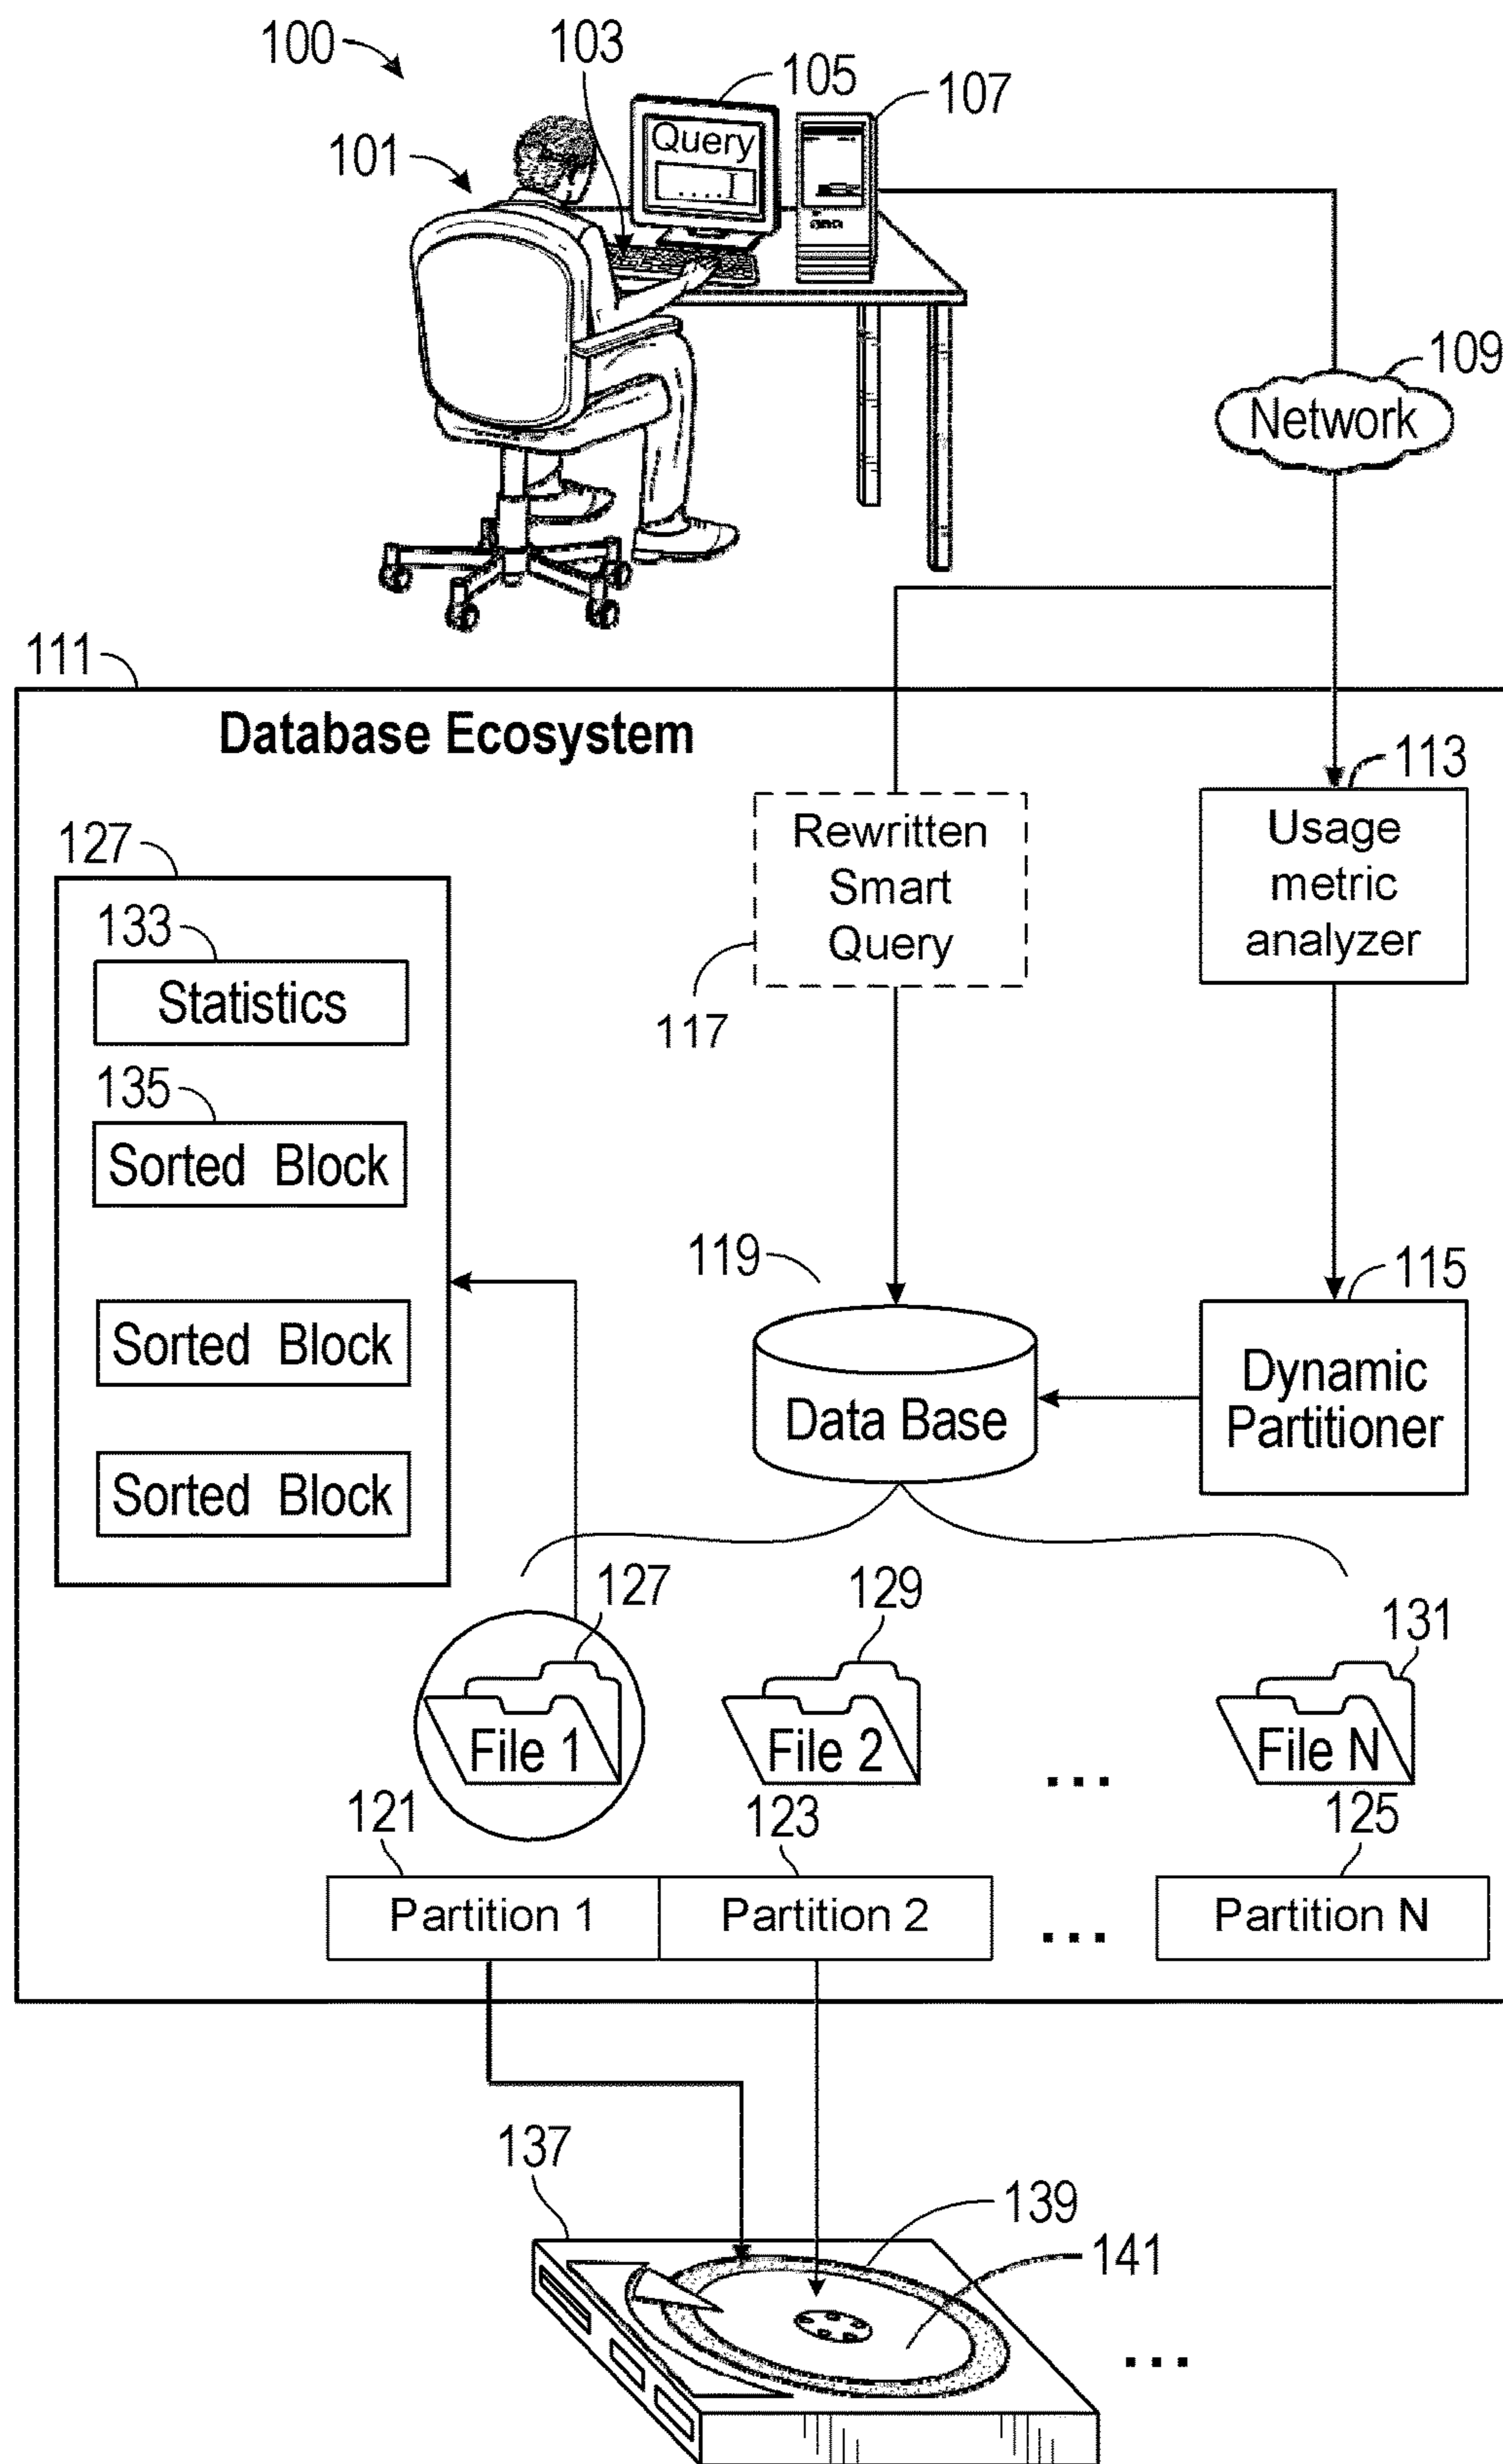 100
103
105
107
101
Query
....I
109
Network
111
Database Ecosystem
113
127
Rewritten
Smart
Query
Usage
metric
analyzer
133
Statistics
117
135
Sorted Block
119
115
Sorted Block
Dynamic
Partitioner
Data Base
Sorted Block
127
129
131
File 1
File 2
...
File N
121
123
125
Partition 1
Partition 2
...
Partition N
137
139
141
...